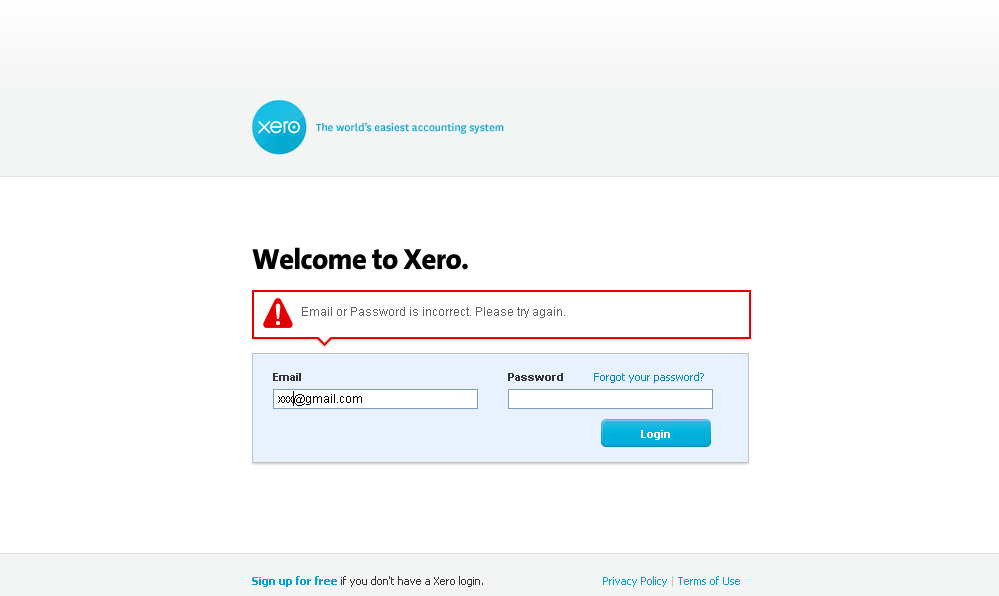 xero
The world's easiest accounting system
Welcome to Xero.
Email or Password is incorrect. Please try again.
Email
Password
Forgot your password?
xxx@gmail.com
Login
Sign up for free if you don't have a Xero login.
Privacy Policy | Terms of Use